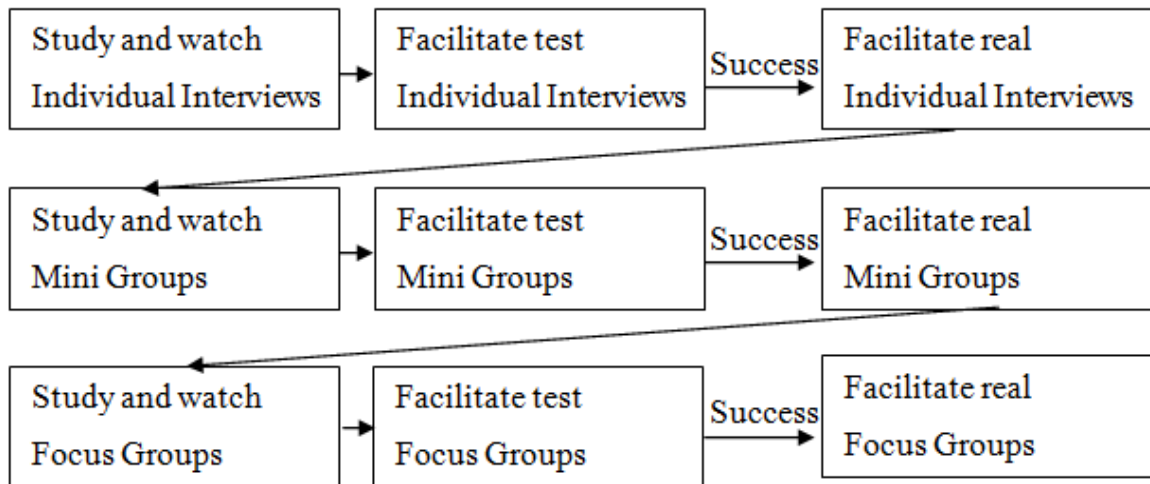 Study and watch
Individual Interviews
Facilitate test
Individual Interviews
Success
Facilitate real
Individual Interviews
Study and watch
Mini Groups
Facilitate test
Mini Groups
Success
Facilitate real
Mini Groups
Study and watch
Focus Groups
Facilitate test
Focus Groups
Success
Facilitate real
Focus Groups